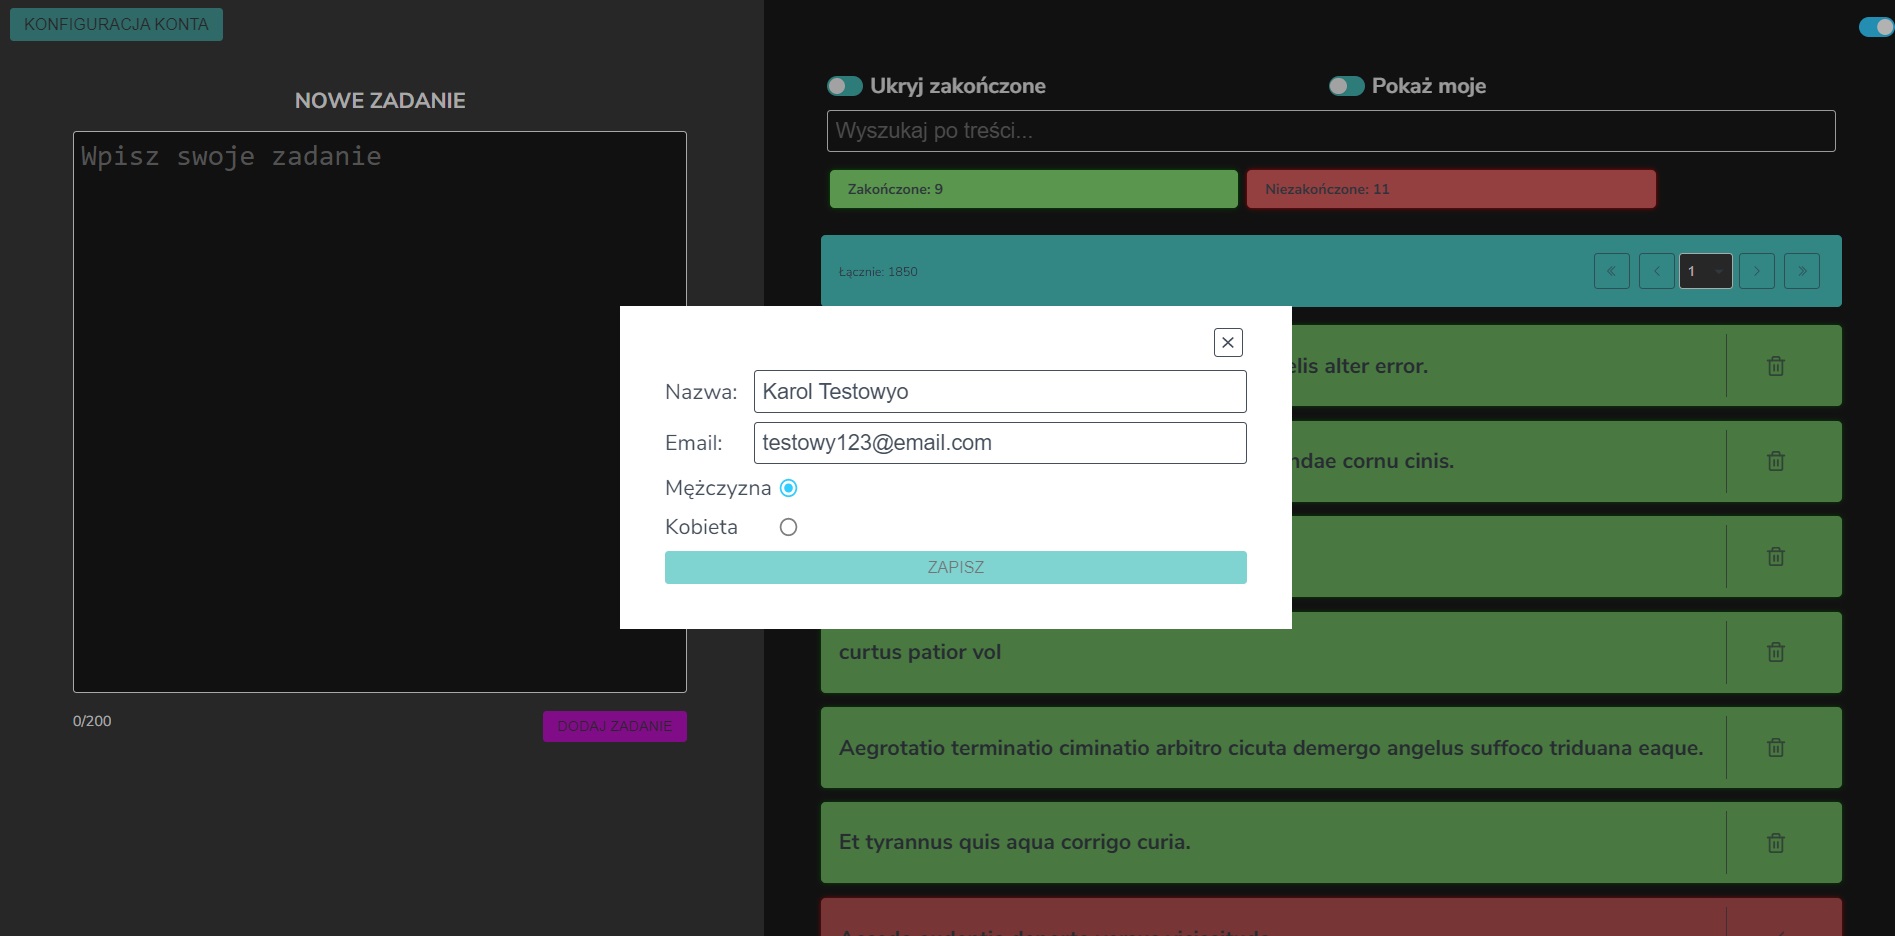 KONFIGURACJA KONTA
NOWE ZADANIE
Wpisz swoje zadanie
0/200
DODAJ ZADANIE
Ukryj zakończone
Pokaż moje
Wyszukaj po treści...
Zakończone: 9
Niezakończone: 11
Łącznie: 1850
1
elis alter error.
ndae cornu cinis.
Nazwa:
Karol Testowyo
Email:
testowy123@email.com
Mężczyzna
Kobieta
ZAPISZ
curtus patior vol
Aegrotatio terminatio ciminatio arbitro cicuta demergo angelus suffoco triduana eaque.
Et tyrannus quis aqua corrigo curia.